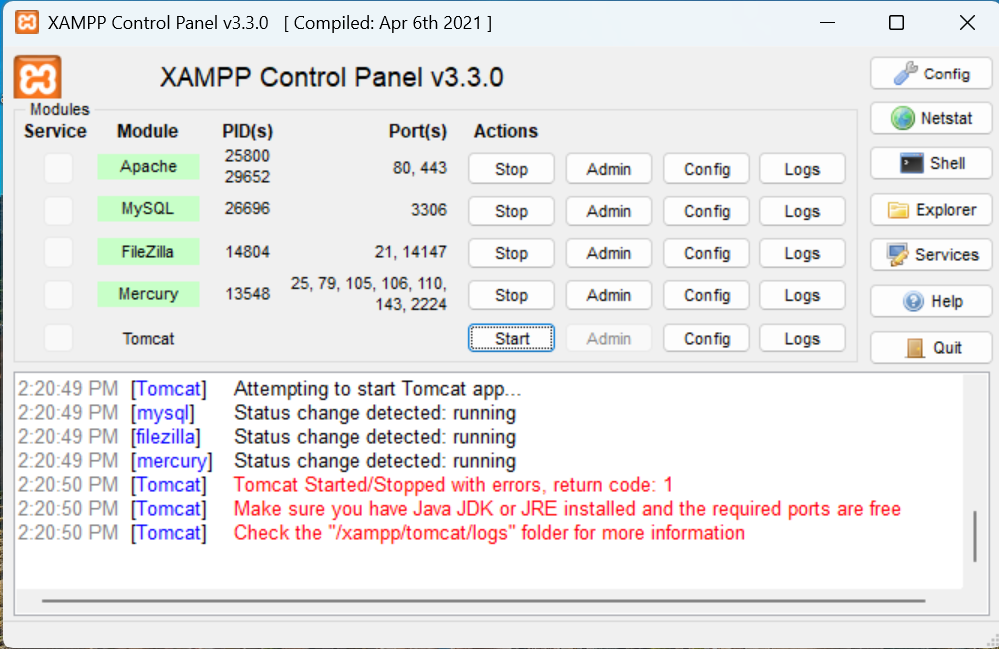 XAMPP Control Panel v3.3.0 [ Compiled: Apr 6th 2021 ]
XAMPP Control Panel v3.3.0
Config
Modules
Service Module PID(s) Port(s) Actions
Netstat
Apache 25800 29652 80, 443 Stop Admin Config Logs
Shell
MySQL 26696 3306 Stop Admin Config Logs
Explorer
FileZilla 14804 21, 14147 Stop Admin Config Logs
Services
Mercury 13548 25, 79, 105, 106, 110, 143, 2224 Stop Admin Config Logs
Help
Tomcat Start Admin Config Logs
Quit
2:20:49 PM [Tomcat] Attempting to start Tomcat app...
2:20:49 PM [mysql] Status change detected: running
2:20:49 PM [filezilla] Status change detected: running
2:20:49 PM [mercury] Status change detected: running
2:20:50 PM [Tomcat] Tomcat Started/Stopped with errors, return code: 1
2:20:50 PM [Tomcat] Make sure you have Java JDK or JRE installed and the required ports are free
2:20:50 PM [Tomcat] Check the "/xampp/tomcat/logs" folder for more information